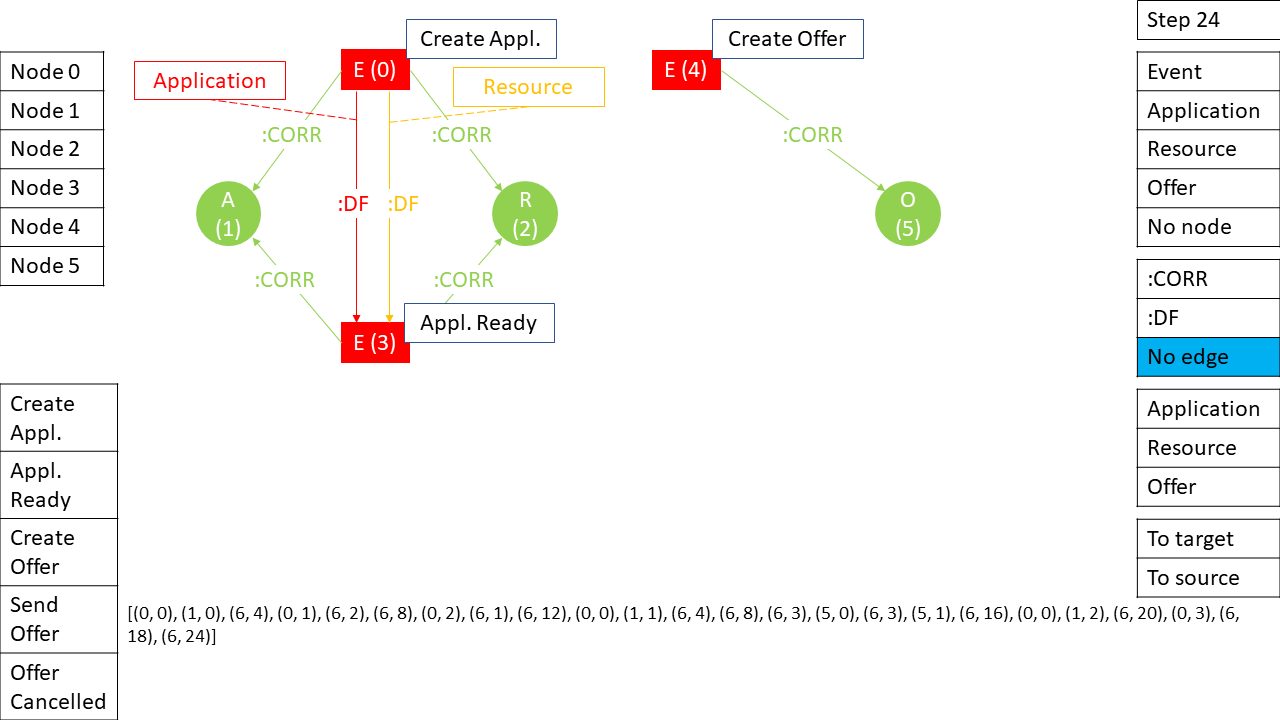 Step 24
Create Appl.
Create Offer
Node 0
Node 1
Node 2
Node 3
Node 4
Node 5
Application
E (0)
Resource
E (4)
:CORR
:CORR
:CORR
A
(1)
:DF
:DF
R
(2)
O
(5)
:CORR
:CORR
Appl. Ready
E (3)
Event
Application
Resource
Offer
No node
:CORR
:DF
No edge
Application
Resource
Offer
To target
To source
Create
Appl.
Appl.
Ready
Create
Offer
Send
Offer
Offer
Cancelled
[(0, 0), (1, 0), (6, 4), (0, 1), (6, 2), (6, 8), (0, 2), (6, 1), (6, 12), (0, 0), (1, 1), (6, 4), (6, 8), (6, 3), (5, 0), (6, 3), (5, 1), (6, 16), (0, 0), (1, 2), (6, 20), (0, 3), (6,
18), (6, 24)]